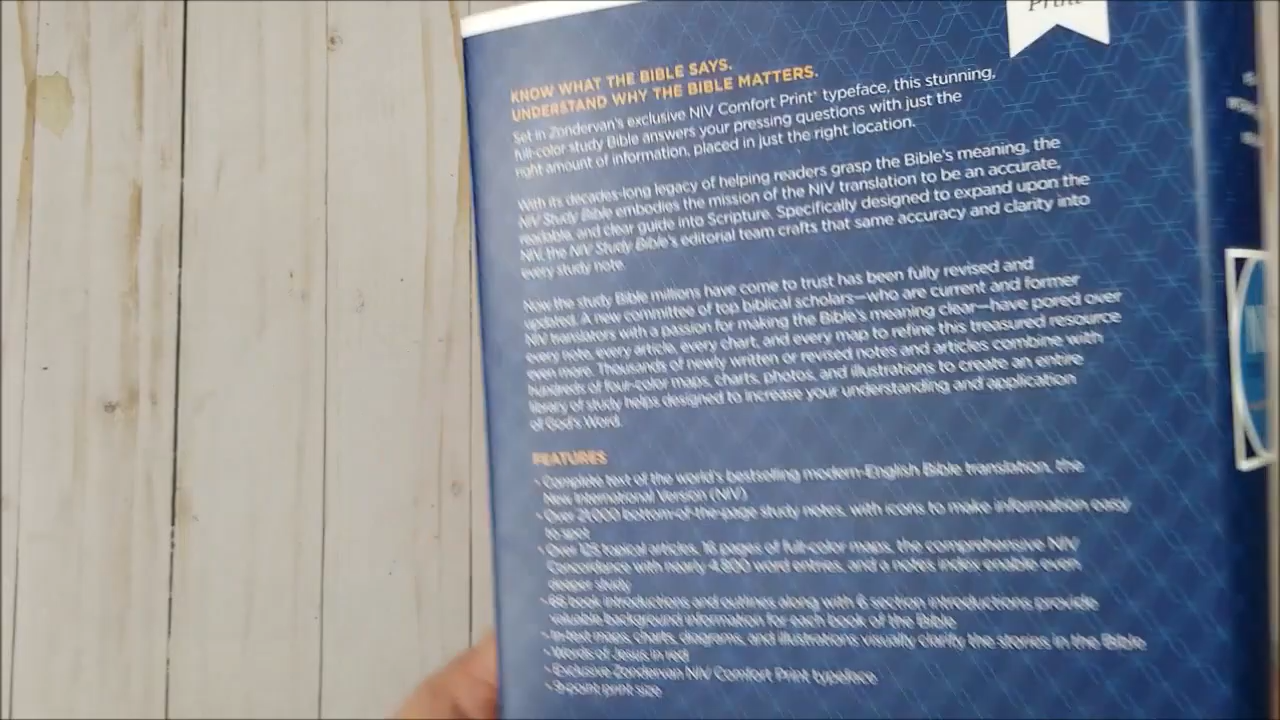 Print
KNOW WHAT THE BIBLE SAYS.
UNDERSTAND WHY THE BIBLE MATTERS.
Set in Zondervan's exclusive NIV Comfort Print® typeface, this stunning,
full-color study Bible answers your pressing questions with just the
right amount of information, placed in just the right location.
With its decades-long legacy of helping readers grasp the Bible's meaning, the
NIV Study Bible embodies the mission of the NIV translation to be an accurate,
readable, and clear guide into Scripture. Specifically designed to expand upon the
NIV, the NIV Study Bible's editorial team crafts that same accuracy and clarity into
every study note.
Now the study Bible millions have come to trust has been fully revised and
updated. A new committee of top biblical scholars—who are current and former
NIV translators with a passion for making the Bible's meaning clear—have pored over
every note, every article, every chart, and every map to refine this treasured resource
even more. Thousands of newly written or revised notes and articles combine with
hundreds of four-color maps, charts, photos, and illustrations to create an entire
library of study helps designed to increase your understanding and application
of God's Word.
FEATURES
• Complete text of the world's bestselling modern-English Bible translation, the
New International Version (NIV)
• Over 21,000 bottom-of-the-page study notes, with icons to make information easy
to spot
• Over 125 topical articles, 16 pages of full-color maps, the comprehensive NIV
Concordance with nearly 4,800 word entries, and a notes index enable even
deeper study
• 66 book introductions and outlines along with 6 section introductions provide
valuable background information for each book of the Bible
• In-text maps, charts, diagrams, and illustrations visually clarify the stories in the Bible
• Words of Jesus in red
• Exclusive Zondervan NIV Comfort Print typeface
• 9-point print size